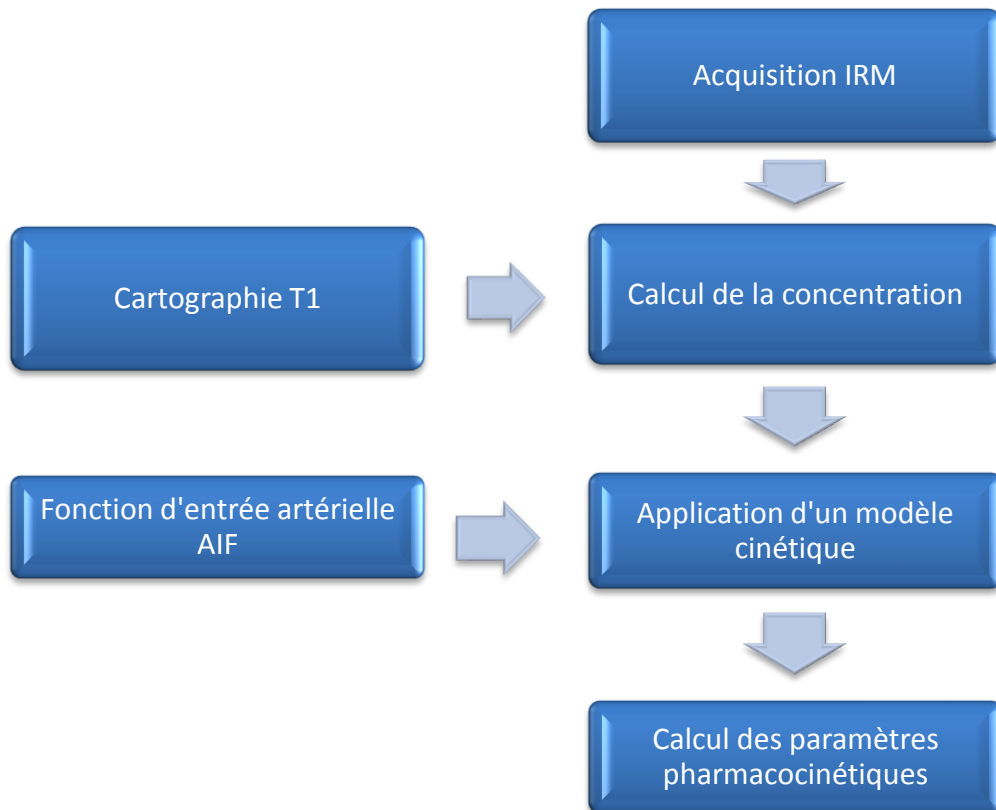 Acquisition IRM
Cartographie T1
Calcul de la concentration
Fonction d'entrée artérielle
AIF
Application d'un modèle
cinétique
Calcul des paramètres
pharmacocinétiques